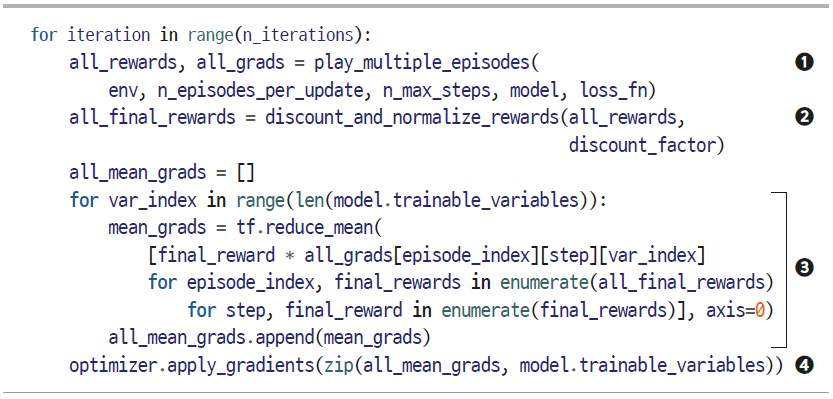 for iteration in range(n_iterations):
    all_rewards, all_grads = play_multiple_episodes( ❶
        env, n_episodes_per_update, n_max_steps, model, loss_fn)
    all_final_rewards = discount_and_normalize_rewards(all_rewards, ❷
                                                       discount_factor)
    all_mean_grads = []
    for var_index in range(len(model.trainable_variables)):
        mean_grads = tf.reduce_mean(
            [final_reward * all_grads[episode_index][step][var_index]
            for episode_index, final_rewards in enumerate(all_final_rewards) ❸
                for step, final_reward in enumerate(final_rewards)], axis=0)
        all_mean_grads.append(mean_grads)
    optimizer.apply_gradients(zip(all_mean_grads, model.trainable_variables)) ❹